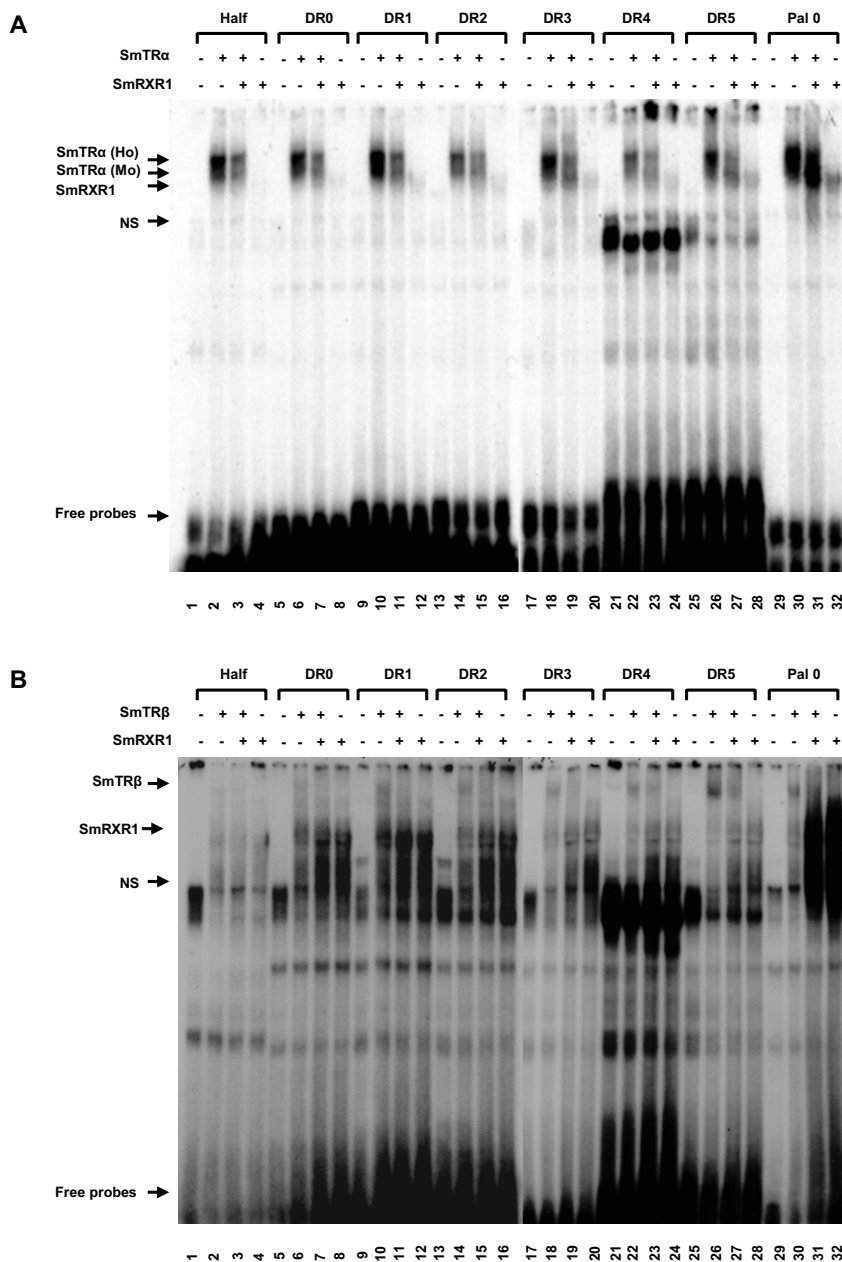 A
Half DR0 DR1 DR2 DR3 DR4 DR5 Pal 0
SmTRα - + + - - + + - - + + - - + + - - + + - - + + - - + + - - + + -
SmRXR1 - - + + - - + + - - + + - - + + - - + + - - + + - - + + - - + +
SmTRα (Ho)
SmTRα (Mo)
SmRXR1
NS
Free probes
1 2 3 4 5 6 7 8 9 10 11 12 13 14 15 16 17 18 19 20 21 22 23 24 25 26 27 28 29 30 31 32
B
Half DR0 DR1 DR2 DR3 DR4 DR5 Pal 0
SmTRβ - + + - - + + - - + + - - + + - - + + - - + + - - + + - - + + -
SmRXR1 - - + + - - + + - - + + - - + + - - + + - - + + - - + + - - + +
SmTRβ
SmRXR1
NS
Free probes
1 2 3 4 5 6 7 8 9 10 11 12 13 14 15 16 17 18 19 20 21 22 23 24 25 26 27 28 29 30 31 32